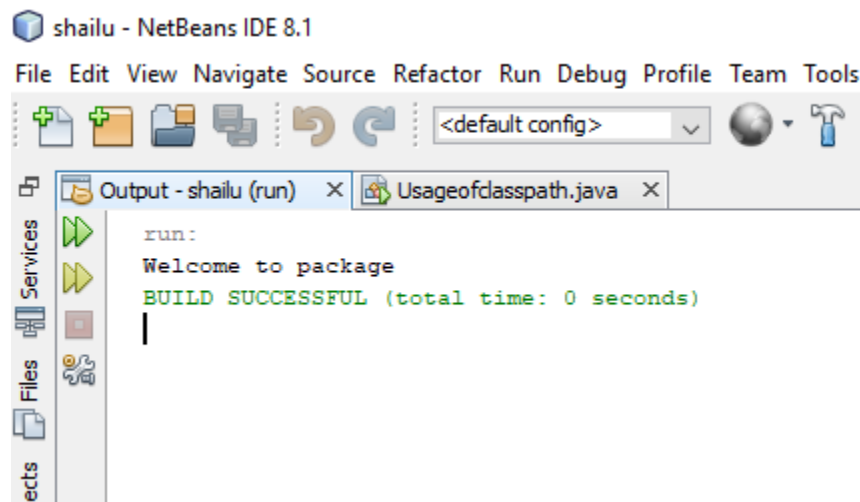 shailu - NetBeans IDE 8.1
File Edit View Navigate Source Refactor Run Debug Profile Team Tools
<default config>
Output - shailu (run)
Usageofclasspath.java
run:
Welcome to package
BUILD SUCCESSFUL (total time: 0 seconds)
Services
Files
ects